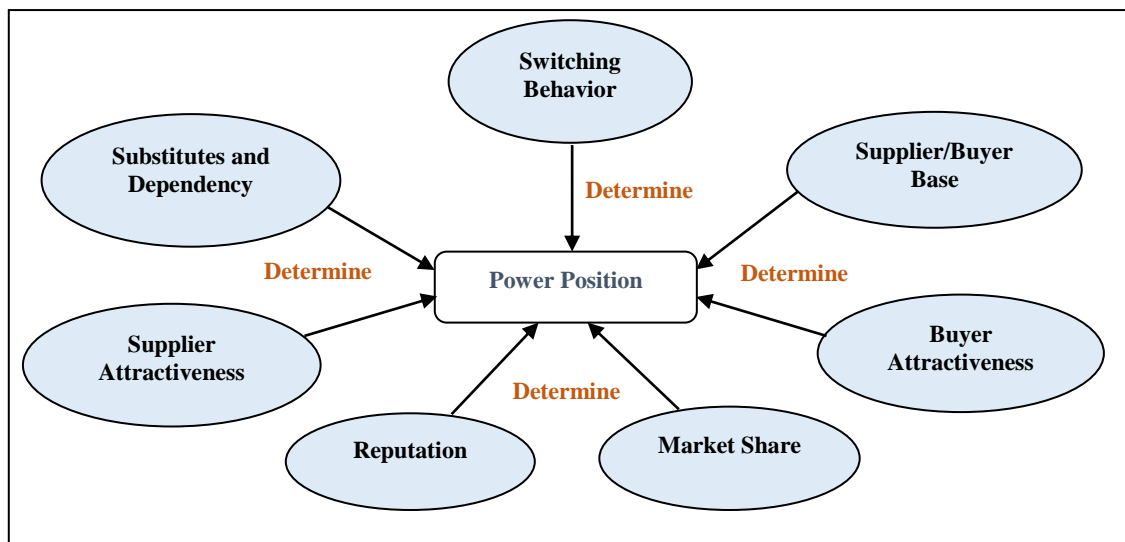 Switching
Behavior
Substitutes and
Dependency
Supplier/Buyer
Base
Determine
Determine
Power Position
Determine
Supplier
Attractiveness
Buyer
Attractiveness
Determine
Reputation
Market Share